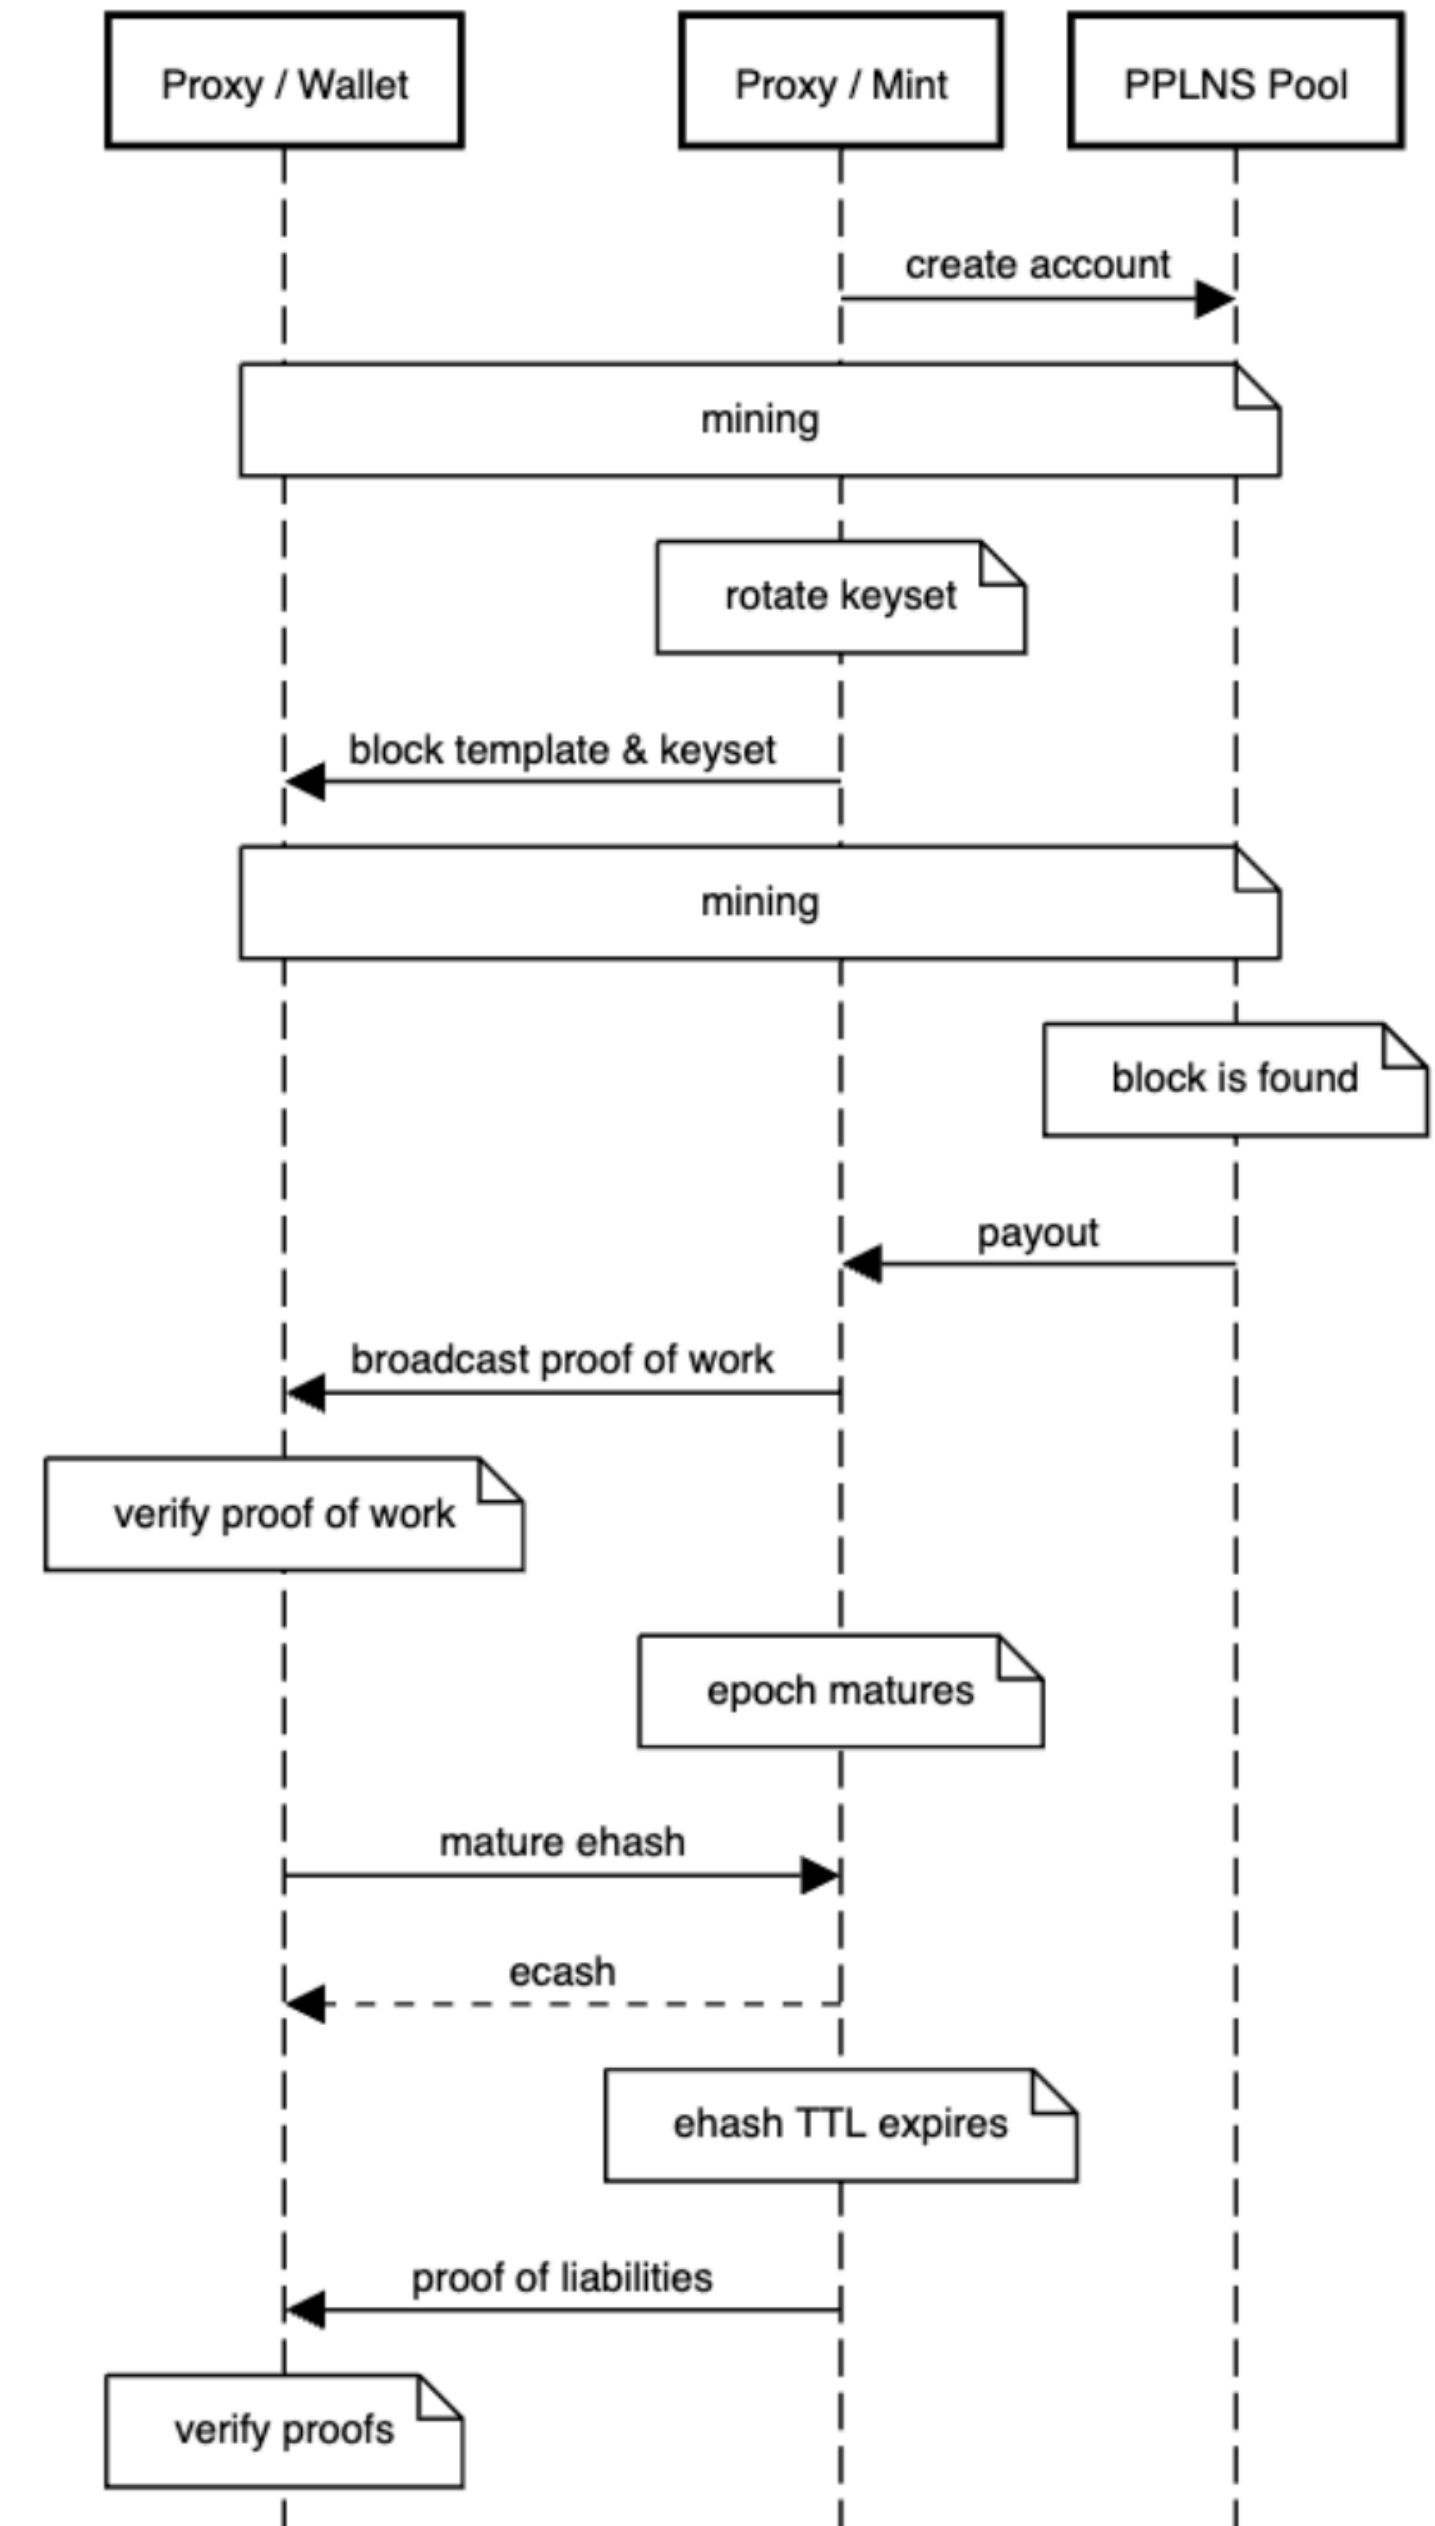 Proxy / Wallet
Proxy / Mint
PPLNS Pool
create account
mining
rotate keyset
block template & keyset
mining
block is found
payout
broadcast proof of work
verify proof of work
epoch matures
mature ehash
ecash
ehash TTL expires
proof of liabilities
verify proofs